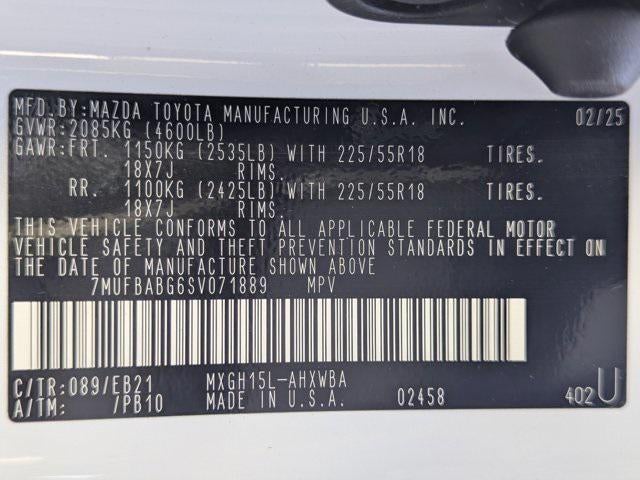 MFD.BY:MAZDA TOYOTA MANUFACTURING U.S.A. INC. 02/25
GVWR:2085KG (4600LB)
GAWR:FRT. 1150KG (2535LB) WITH 225/55R18 TIRES.
18X7J RIMS.
RR. 1100KG (2425LB) WITH 225/55R18 TIRES.
18X7J RIMS.
THIS VEHICLE CONFORMS TO ALL APPLICABLE FEDERAL MOTOR
VEHICLE SAFETY AND THEFT PREVENTION STANDARDS IN EFFECT ON
THE DATE OF MANUFACTURE SHOWN ABOVE
7MUFBABG6SV071889 MPV
C/TR:089/EB21 MXGH15L-AHXWBA
A/TM: /PB10 MADE IN U.S.A. 02458 402U